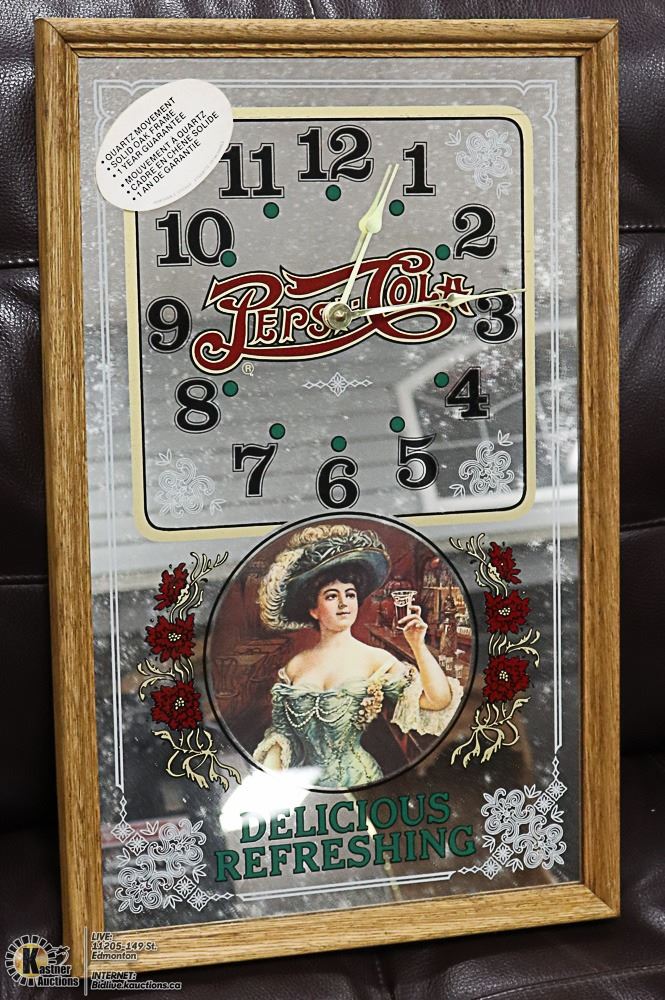 • QUARTZ MOVEMENT
• SOLID OAK FRAME
• 1 YEAR GUARANTEE
• MOUVEMENT À QUARTZ
• CADRE EN CHÊNE SOLIDE
• 1 AN DE GARANTIE
12
11
1
10
2
PEPSI-COLA
®
9
3
8
4
7
5
6
DELICIOUS
REFRESHING
LIVE:
11205-149 St.
Edmonton
K
Kastner
Auctions
INTERNET:
Bidlive.kauctions.ca